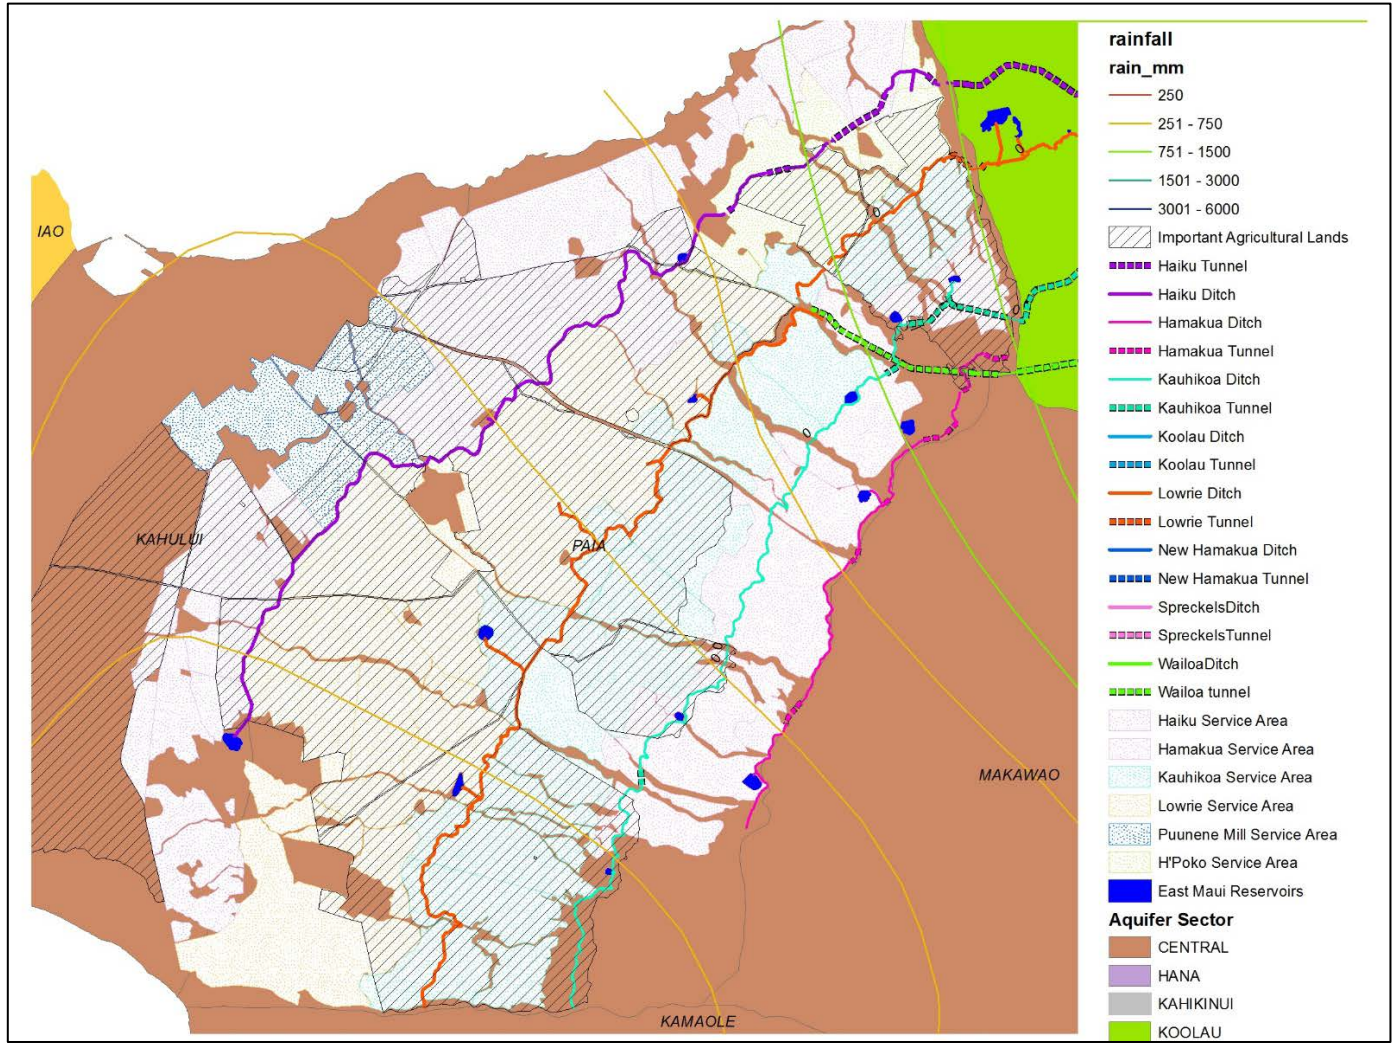 IAO
KAHULUI
PAIA
MAKAWAO
KAMAOLE
rainfall
rain_mm
250
251 - 750
751 - 1500
1501 - 3000
3001 - 6000
Important Agricultural Lands
Haiku Tunnel
Haiku Ditch
Hamakua Ditch
Hamakua Tunnel
Kauhikoa Ditch
Kauhikoa Tunnel
Koolau Ditch
Koolau Tunnel
Lowrie Ditch
Lowrie Tunnel
New Hamakua Ditch
New Hamakua Tunnel
SpreckelsDitch
SpreckelsTunnel
WailoaDitch
Wailoa tunnel
Haiku Service Area
Hamakua Service Area
Kauhikoa Service Area
Lowrie Service Area
Puunene Mill Service Area
H'Poko Service Area
East Maui Reservoirs
Aquifer Sector
CENTRAL
HANA
KAHIKINUI
KOOLAU